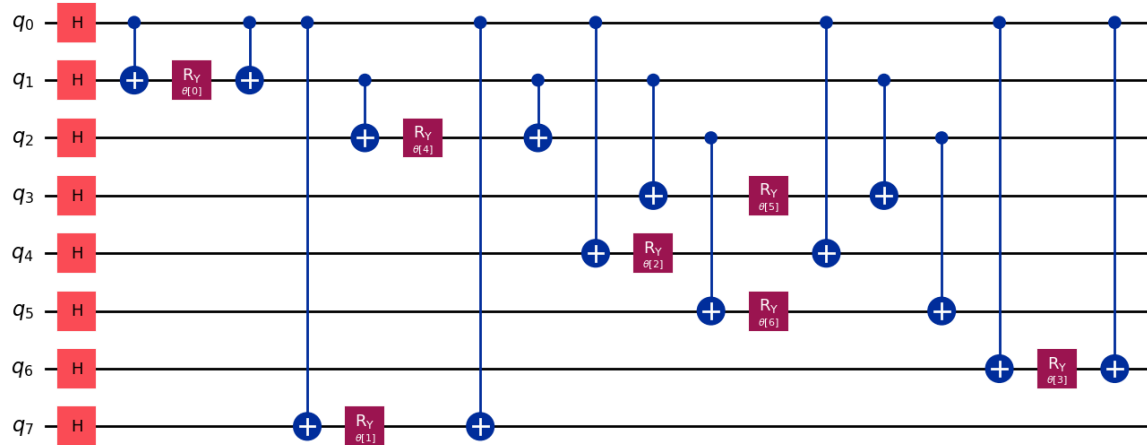 q0 H
q1 H RY θ[0]
q2 H RY θ[4]
q3 H RY θ[5]
q4 H RY θ[2]
q5 H RY θ[6]
q6 H RY θ[3]
q7 H RY θ[1]